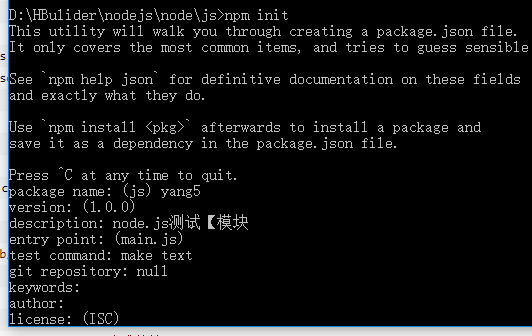 D:\HBulider\nodejs\node\js>npm init
This utility will walk you through creating a package.json file.
It only covers the most common items, and tries to guess sensible
See `npm help json` for definitive documentation on these fields
and exactly what they do.
Use `npm install <pkg>` afterwards to install a package and
save it as a dependency in the package.json file.
Press ^C at any time to quit.
package name: (js) yang5
version: (1.0.0)
description: node.js测试【模块
entry point: (main.js)
test command: make text
git repository: null
keywords:
author:
license: (ISC)